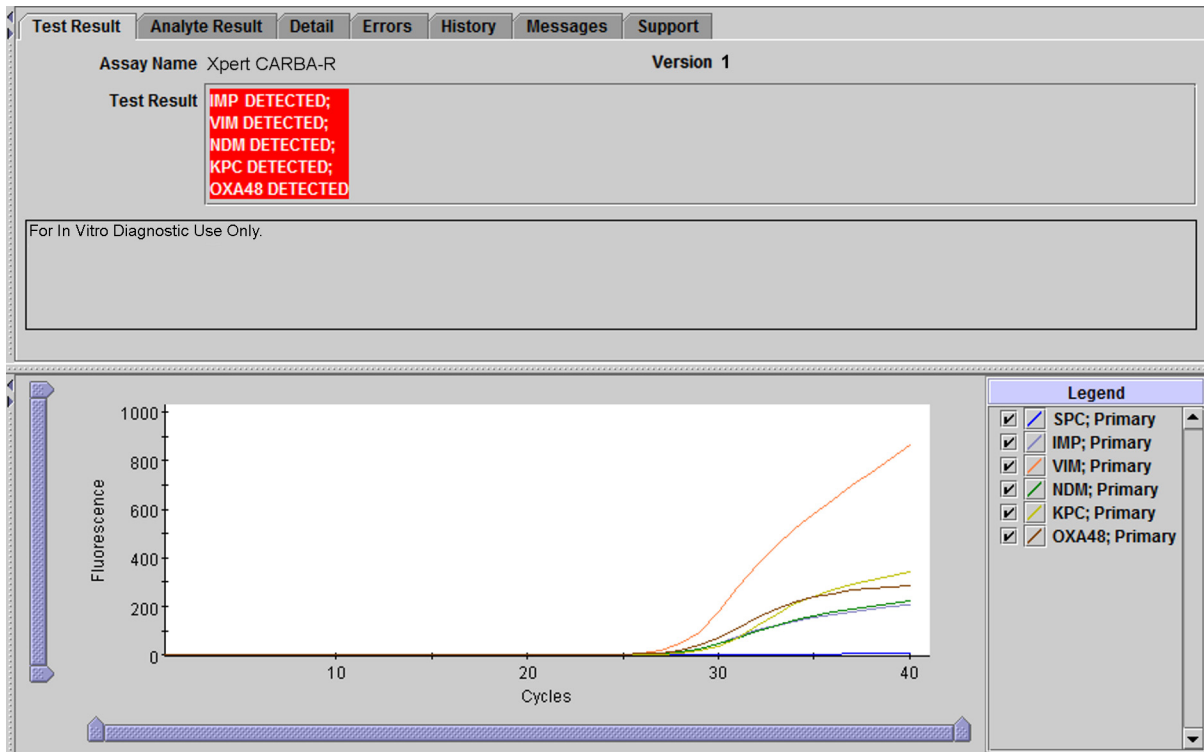 Test Result Analyte Result Detail Errors History Messages Support
Assay Name Xpert CARBA-R Version 1
Test Result IMP DETECTED;
VIM DETECTED;
NDM DETECTED;
KPC DETECTED;
OXA48 DETECTED
For In Vitro Diagnostic Use Only.
1000
800
600
400
200
0
Fluorescence
10 20 30 40
Cycles
Legend
SPC; Primary
IMP; Primary
VIM; Primary
NDM; Primary
KPC; Primary
OXA48; Primary